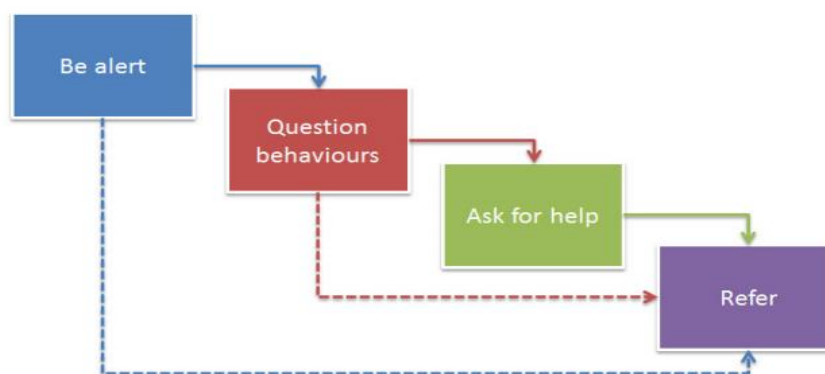 Be alert
Question
behaviours
Ask for help
Refer